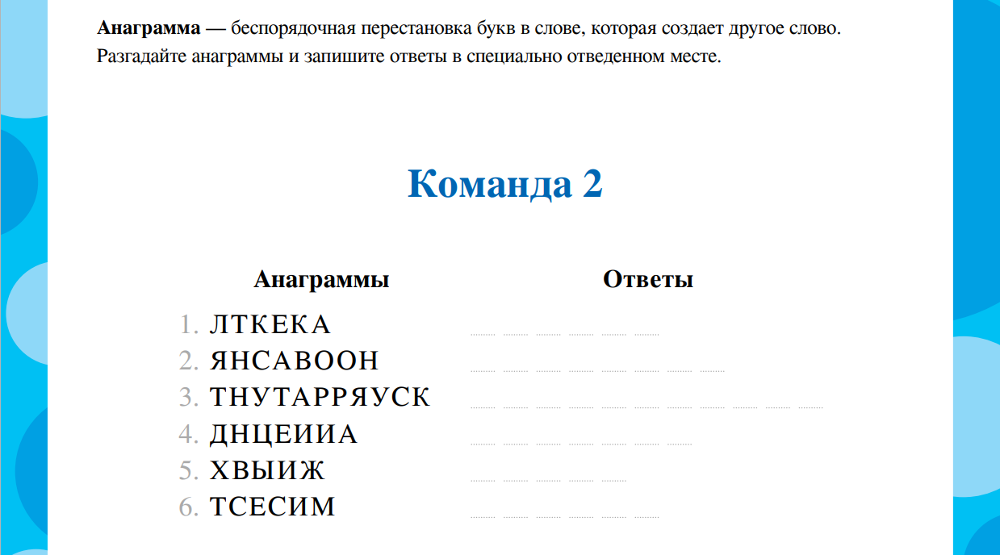 Анаграмма — беспорядочная перестановка букв в слове, которая создает другое слово.
Разгадайте анаграммы и запишите ответы в специально отведенном месте.
Команда 2
Анаграммы Ответы
1. ЛТКЕКА
2. ЯНСАВООН
3. ТНУТАРРЯУСК
4. ДНЦЕИИА
5. ХВЫИЖ
6. ТСЕСИМ